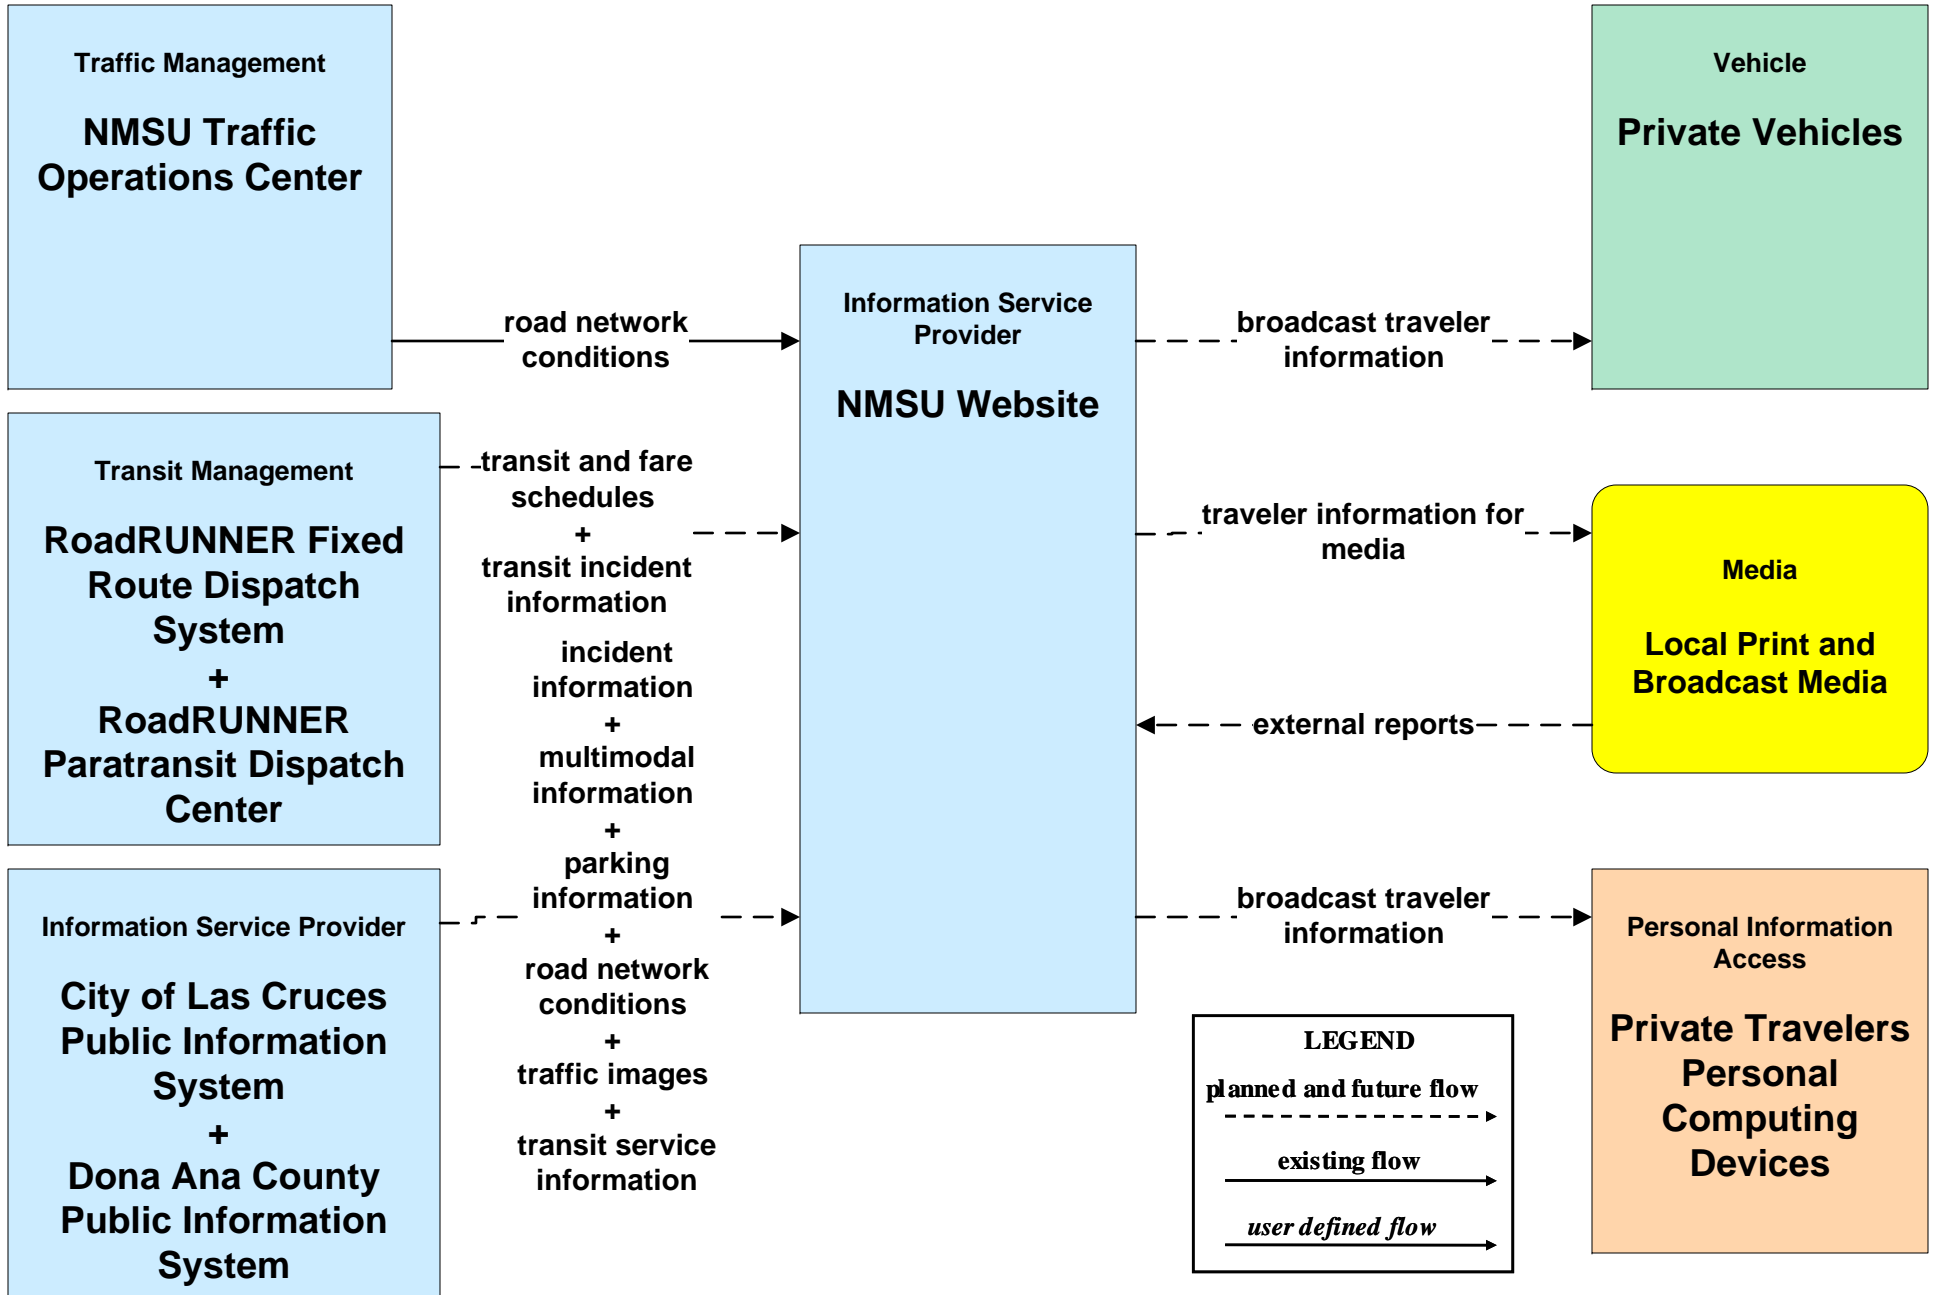 Traffic Management
NMSU Traffic
Operations Center
road network
conditions
Transit Management
RoadRUNNER Fixed
Route Dispatch
System
+
RoadRUNNER
Paratransit Dispatch
Center
transit and fare
schedules
+
transit incident
information
Information Service Provider
City of Las Cruces
Public Information
System
+
Dona Ana County
Public Information
System
incident
information
+
multimodal
information
+
parking
information
+
road network
conditions
+
traffic images
+
transit service
information
Information Service
Provider
NMSU Website
broadcast traveler
information
Vehicle
Private Vehicles
traveler information for
media
external reports
Media
Local Print and
Broadcast Media
broadcast traveler
information
Personal Information
Access
Private Travelers
Personal
Computing
Devices
LEGEND
planned and future flow
existing flow
user defined flow